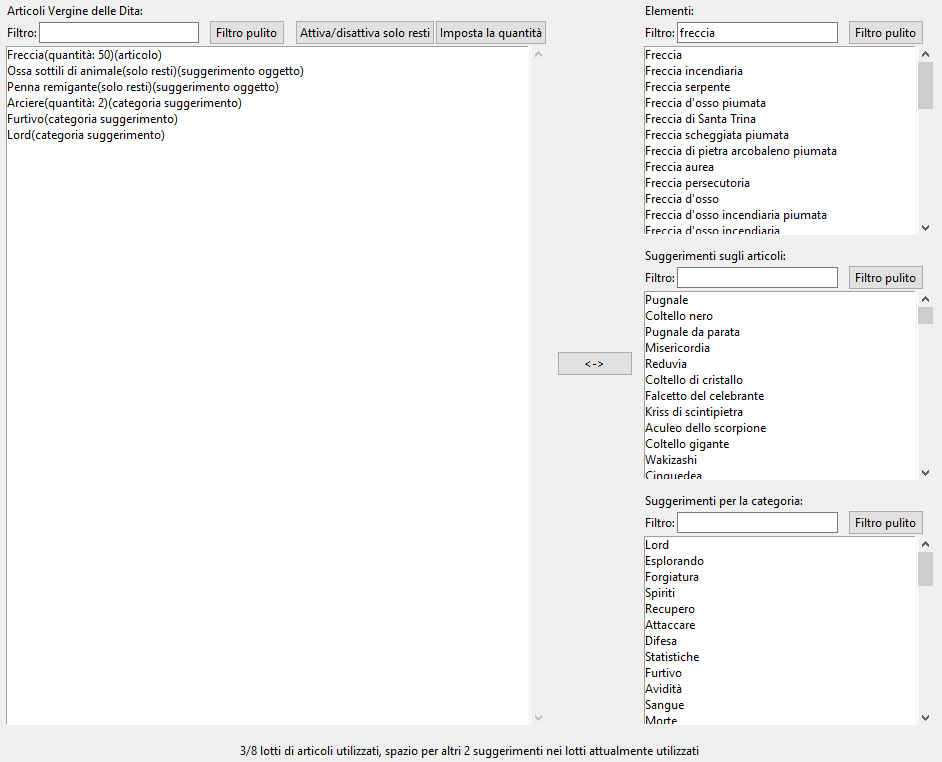 Articoli Vergine delle Dita:
Filtro:
Filtro pulito
Attiva/disattiva solo resti
Imposta la quantità
Freccia(quantità: 50)(articolo)
Ossa sottili di animale(solo resti)(suggerimento oggetto)
Penna remigante(solo resti)(suggerimento oggetto)
Arciere(quantità: 2)(categoria suggerimento)
Furtivo(categoria suggerimento)
Lord(categoria suggerimento)
<->
Elementi:
Filtro: freccia
Filtro pulito
Freccia
Freccia incendiaria
Freccia serpente
Freccia d'osso piumata
Freccia di Santa Trina
Freccia scheggiata piumata
Freccia di pietra arcobaleno piumata
Freccia aurea
Freccia persecutoria
Freccia d'osso
Freccia d'osso incendiaria piumata
Freccia d'osso incendiaria
Suggerimenti sugli articoli:
Filtro:
Filtro pulito
Pugnale
Coltello nero
Pugnale da parata
Misericordia
Reduvia
Coltello di cristallo
Falcetto del celebrante
Kriss di scintipietra
Aculeo dello scorpione
Coltello gigante
Wakizashi
Cinquedea
Suggerimenti per la categoria:
Filtro:
Filtro pulito
Lord
Esplorando
Forgiatura
Spiriti
Recupero
Attaccare
Difesa
Statistiche
Furtivo
Avidità
Sangue
Morte
3/8 lotti di articoli utilizzati, spazio per altri 2 suggerimenti nei lotti attualmente utilizzati